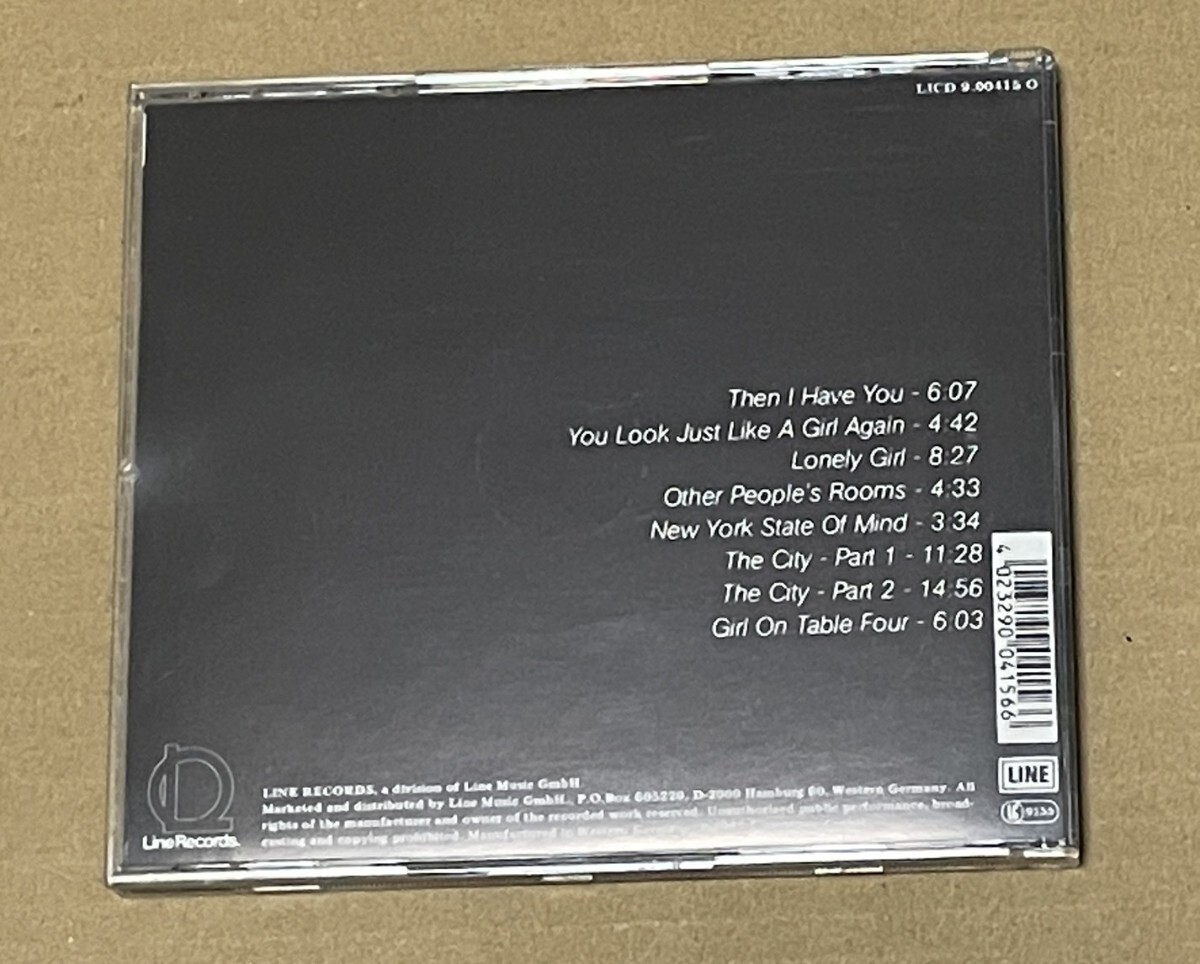 LICD 9.00415 O
Then I Have You - 6:07
You Look Just Like A Girl Again - 4:42
Lonely Girl - 8:27
Other People's Rooms - 4:33
New York State Of Mind - 3:34
The City - Part 1 - 11:28
The City - Part 2 - 14:56
Girl On Table Four - 6:03
4 023290 041566
LINE
LC 9135
Line Records.
LINE RECORDS, a division of Line Music GmbH.
Marketed and distributed by Line Music GmbH., P.O.Box 605220, D-2000 Hamburg 60, Western Germany. All
rights of the manufacturer and owner of the recorded work reserved. Unauthorised public performance, broad-
casting and copying prohibited. Manufactured in Western Germany